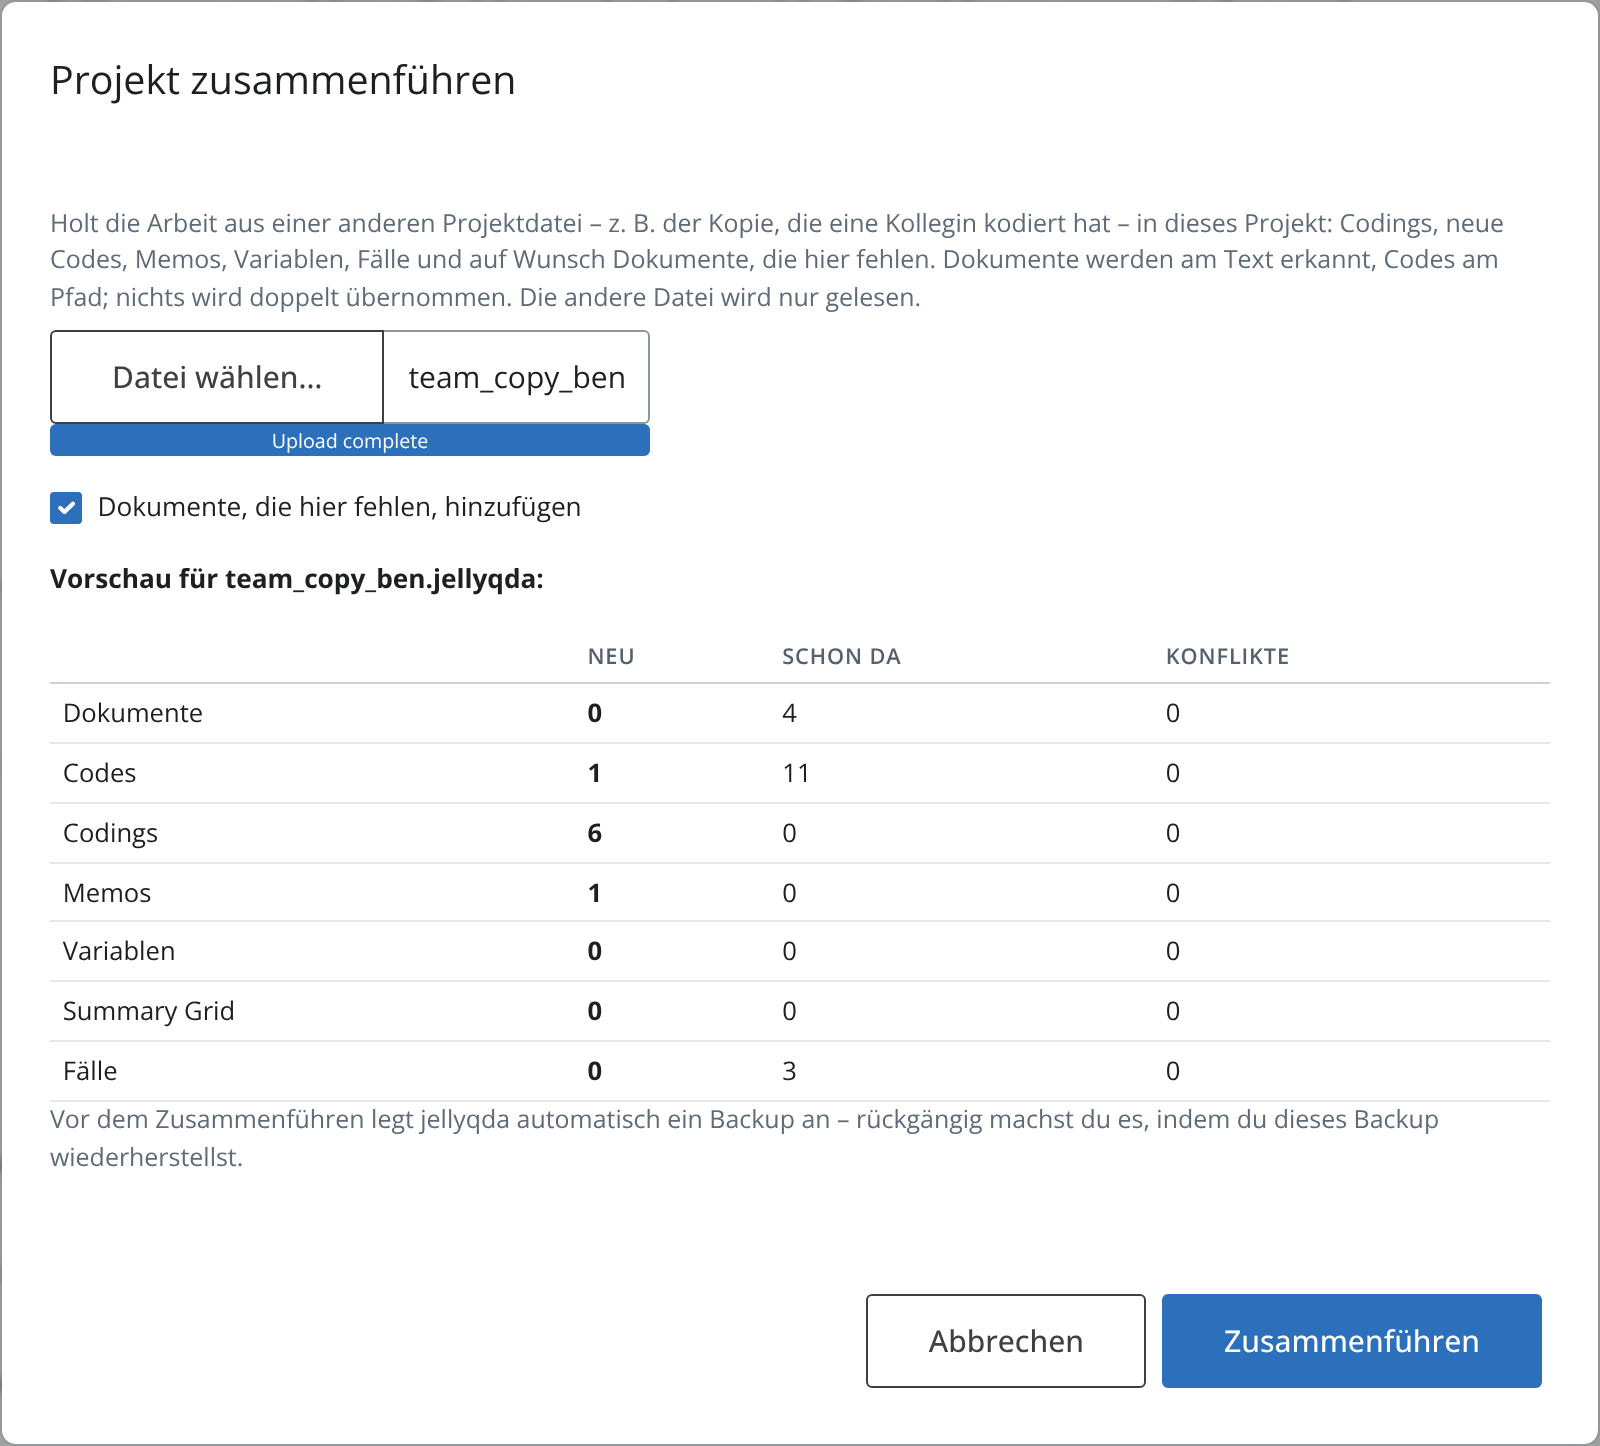 Projekt zusammenführen
Holt die Arbeit aus einer anderen Projektdatei – z. B. der Kopie, die eine Kollegin kodiert hat – in dieses Projekt: Codings, neue
Codes, Memos, Variablen, Fälle und auf Wunsch Dokumente, die hier fehlen. Dokumente werden am Text erkannt, Codes am
Pfad; nichts wird doppelt übernommen. Die andere Datei wird nur gelesen.
Datei wählen... team_copy_ben
Upload complete
Dokumente, die hier fehlen, hinzufügen
Vorschau für team_copy_ben.jellyqda:
NEU SCHON DA KONFLIKTE
Dokumente 0 4 0
Codes 1 11 0
Codings 6 0 0
Memos 1 0 0
Variablen 0 0 0
Summary Grid 0 0 0
Fälle 0 3 0
Vor dem Zusammenführen legt jellyqda automatisch ein Backup an – rückgängig machst du es, indem du dieses Backup
wiederherstellst.
Abbrechen Zusammenführen